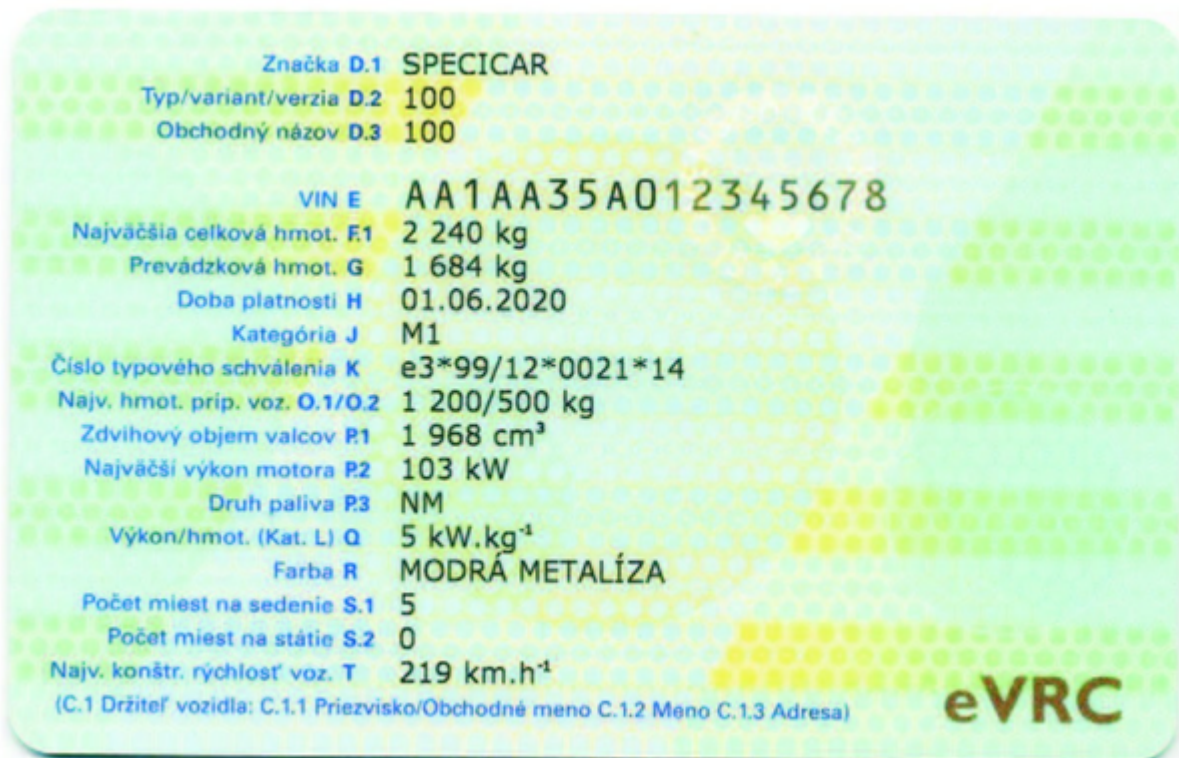 Značka D.1 SPECICAR
Typ/variant/verzia D.2 100
Obchodný názov D.3 100
VIN E AA1AA35A012345678
Najväčšia celková hmot. F.1 2 240 kg
Prevádzková hmot. G 1 684 kg
Doba platnosti H 01.06.2020
Kategória J M1
Číslo typového schválenia K e3*99/12*0021*14
Najv. hmot. príp. voz. O.1/O.2 1 200/500 kg
Zdvihový objem valcov P.1 1 968 cm³
Najväčší výkon motora P.2 103 kW
Druh paliva P.3 NM
Výkon/hmot. (Kat. L) Q 5 kW.kg⁻¹
Farba R MODRÁ METALÍZA
Počet miest na sedenie S.1 5
Počet miest na státie S.2 0
Najv. konštr. rýchlosť voz. T 219 km.h⁻¹
(C.1 Držiteľ vozidla: C.1.1 Priezvisko/Obchodné meno C.1.2 Meno C.1.3 Adresa)
eVRC